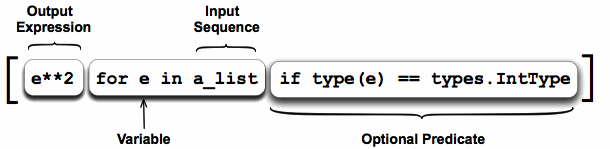 Output
Expression
Input
Sequence
[ e**2 for e in a_list if type(e) == types.IntType ]
Variable
Optional Predicate